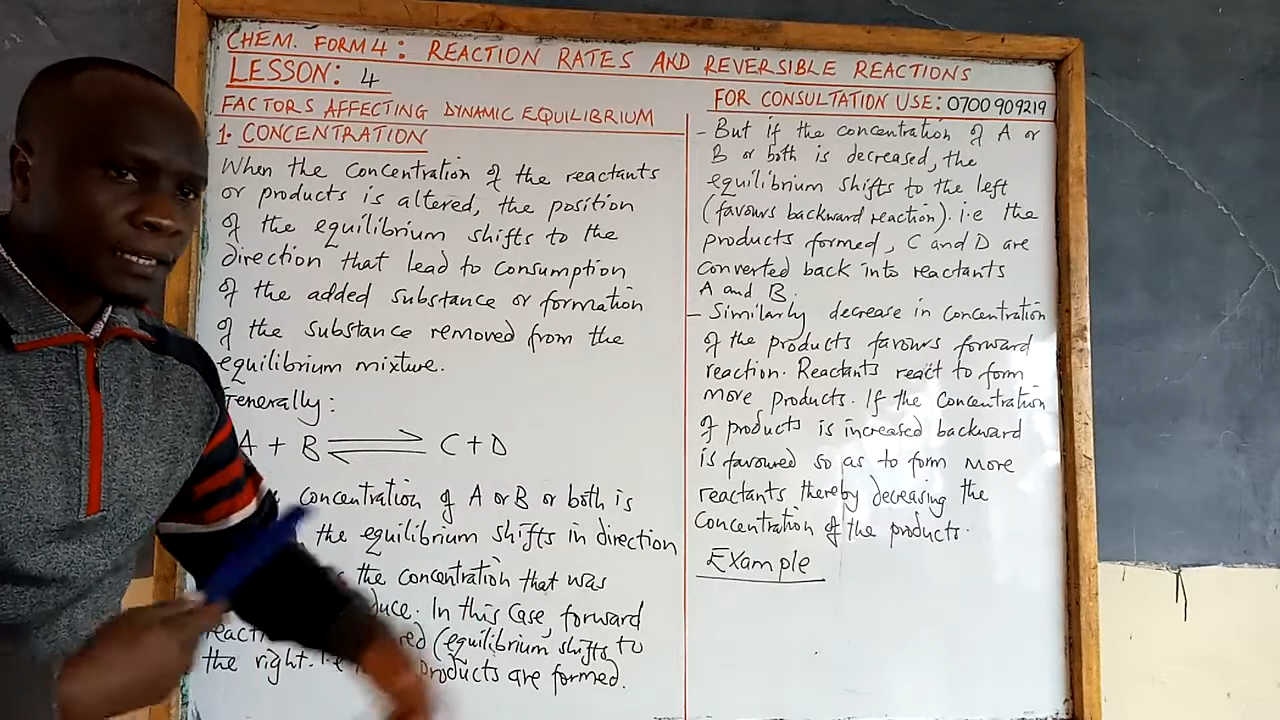 CHEM. FORM 4: REACTION RATES AND REVERSIBLE REACTIONS
LESSON: 4
FACTORS AFFECTING DYNAMIC EQUILIBRIUM
1. CONCENTRATION
When the concentration of the reactants
or products is altered, the position
of the equilibrium shifts to the
direction that lead to consumption
of the added substance or formation
of the substance removed from the
equilibrium mixture.
Generally:
A + B ⇌ C + D
concentration of A or B or both is
the equilibrium shifts in direction
the concentration that was
In this case, forward
(equilibrium shifts to
the right. products are formed.
FOR CONSULTATION USE: 0700 909219
- But if the concentration of A or
B or both is decreased, the
equilibrium shifts to the left
(favours backward reaction). i.e the
products formed, C and D are
converted back into reactants
A and B.
- Similarly decrease in concentration
of the products favours forward
reaction. Reactants react to form
more products. If the concentration
of products is increased backward
is favoured so as to form more
reactants thereby decreasing the
concentration of the products.
Example